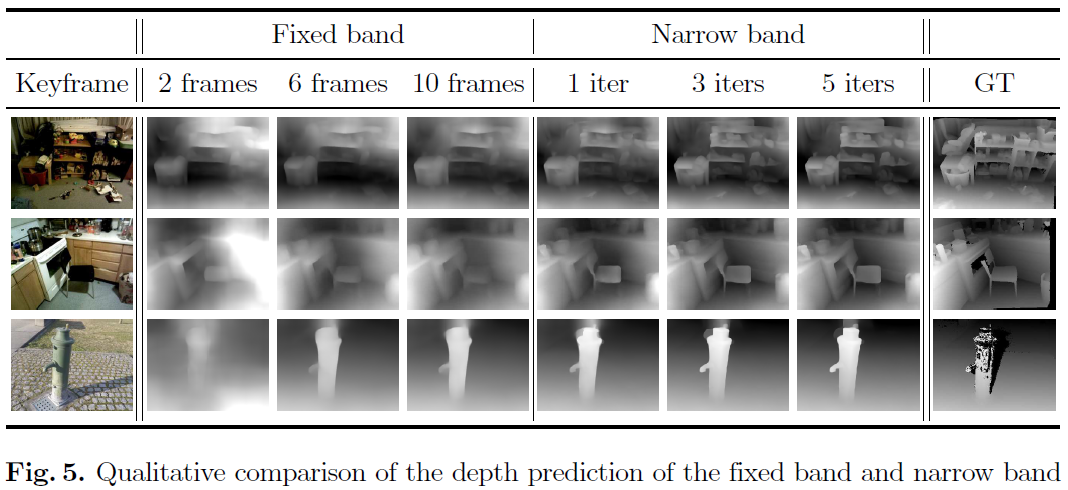 Fixed band Narrow band
Keyframe 2 frames 6 frames 10 frames 1 iter 3 iters 5 iters GT
Fig. 5. Qualitative comparison of the depth prediction of the fixed band and narrow band